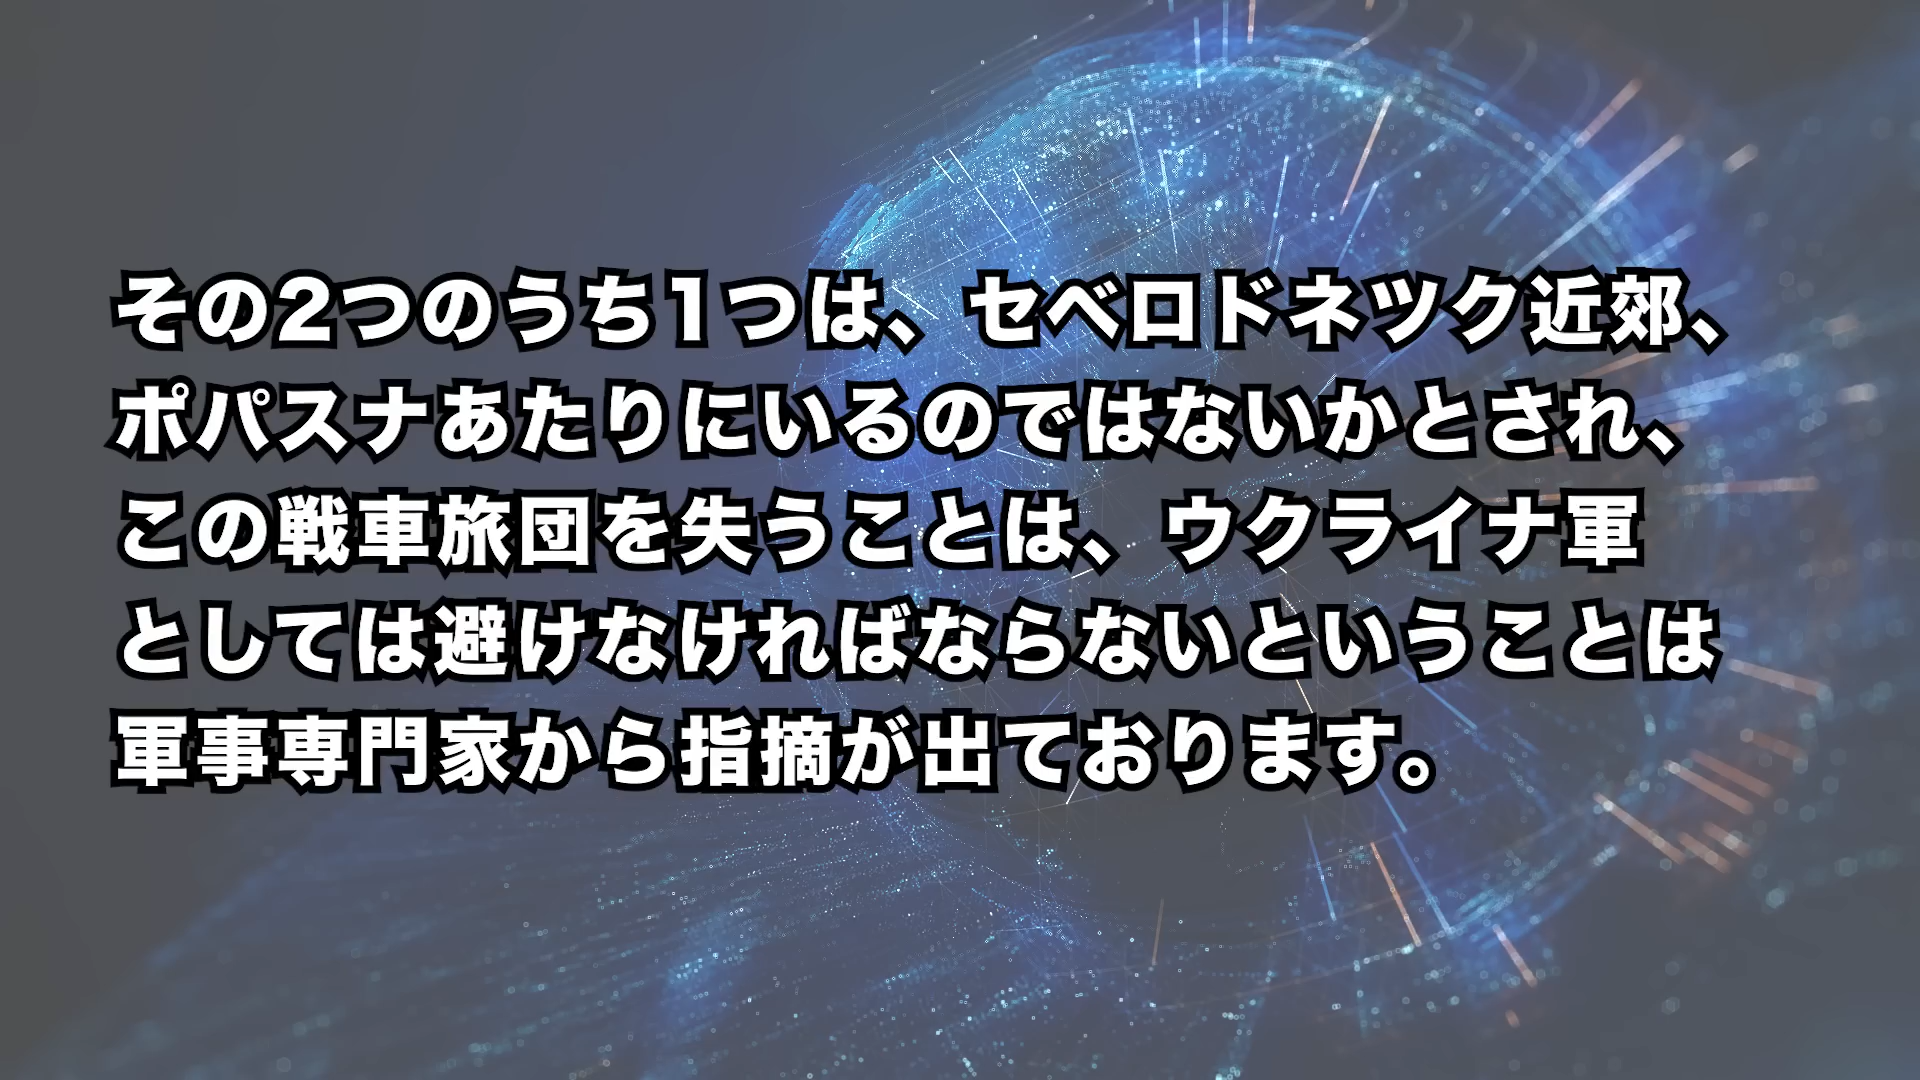 その2つのうち1つは、セベロドネツク近郊、
ポパスナあたりにいるのではないかとされ、
この戦車旅団を失うことは、ウクライナ軍
としては避けなければならないということは
軍事専門家から指摘が出ております。